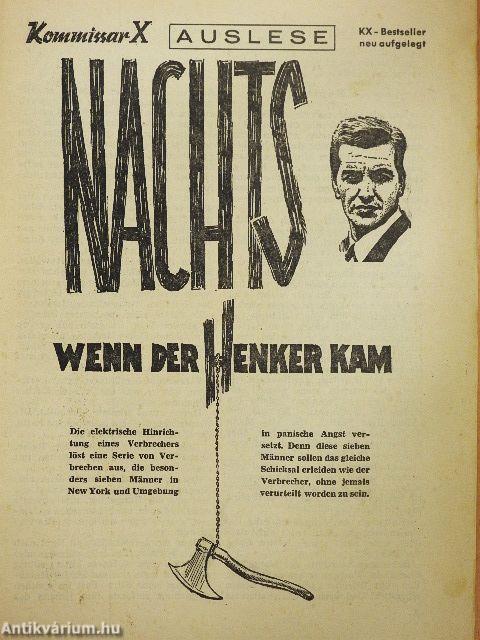 Kommissar X
AUSLESE
KX-Bestseller
neu aufgelegt
NACHTS
WENN DER HENKER KAM
Die elektrische Hinrich-
tung eines Verbrechers
löst eine Serie von Ver-
brechen aus, die beson-
ders sieben Männer in
New York und Umgebung
in panische Angst ver-
setzt. Denn diese sieben
Männer sollen das gleiche
Schicksal erleiden wie der
Verbrecher, ohne jemals
verurteilt worden zu sein.
Antikvárium.hu